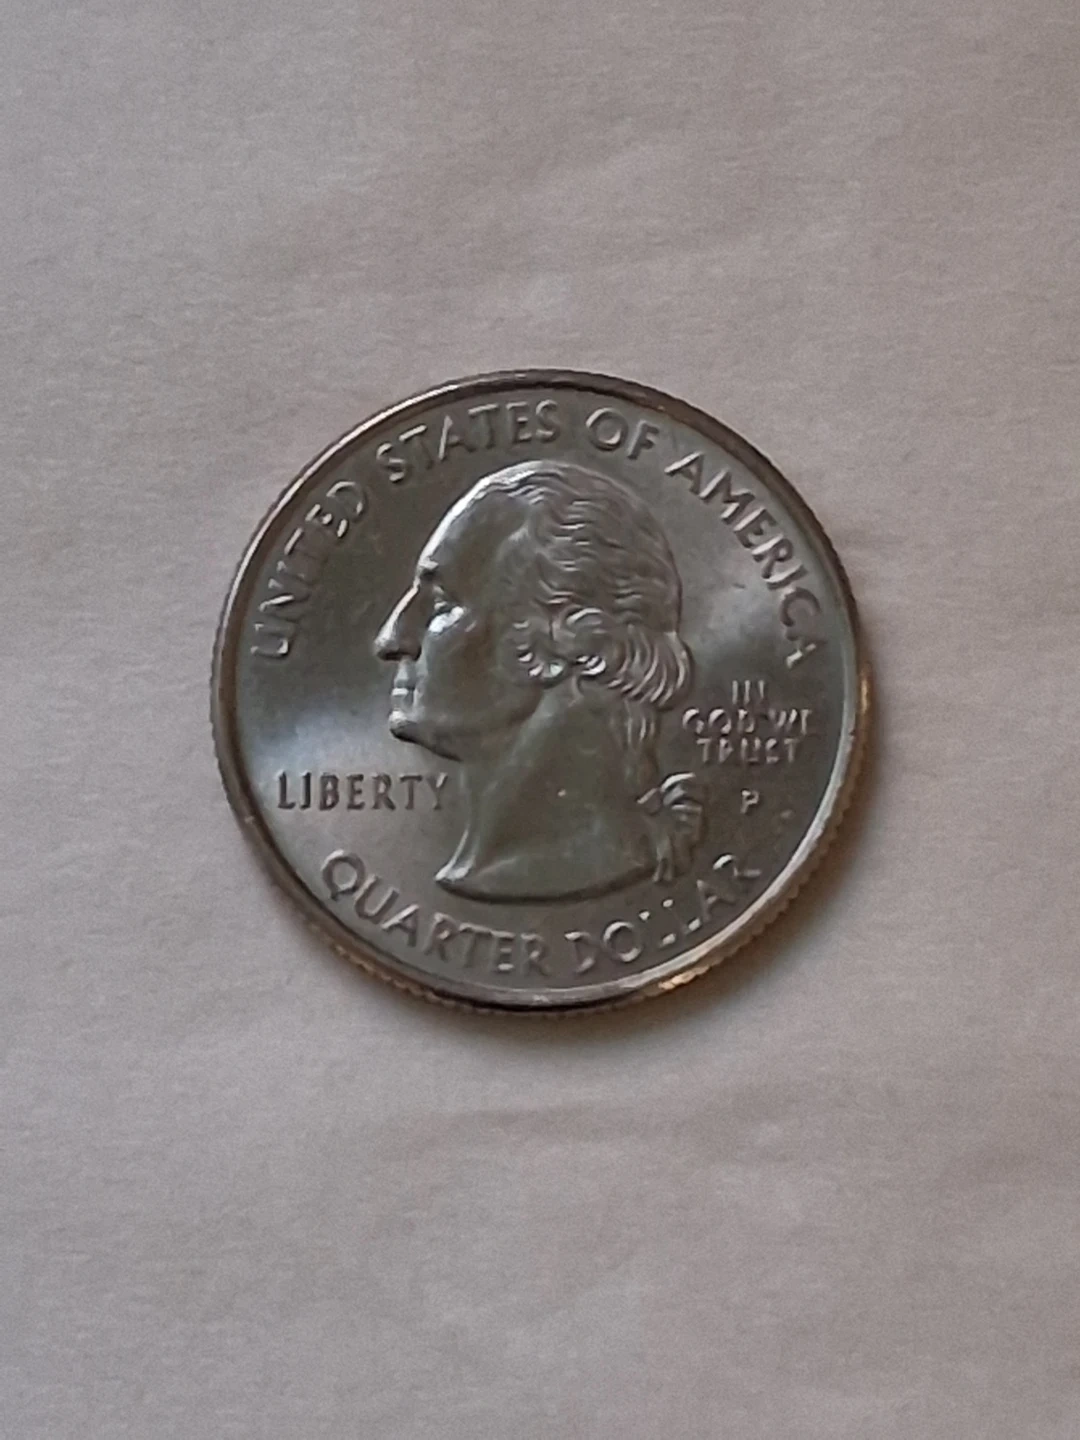 UNITED STATES OF AMERICA
LIBERTY
IN
GOD WE
TRUST
P
QUARTER DOLLAR